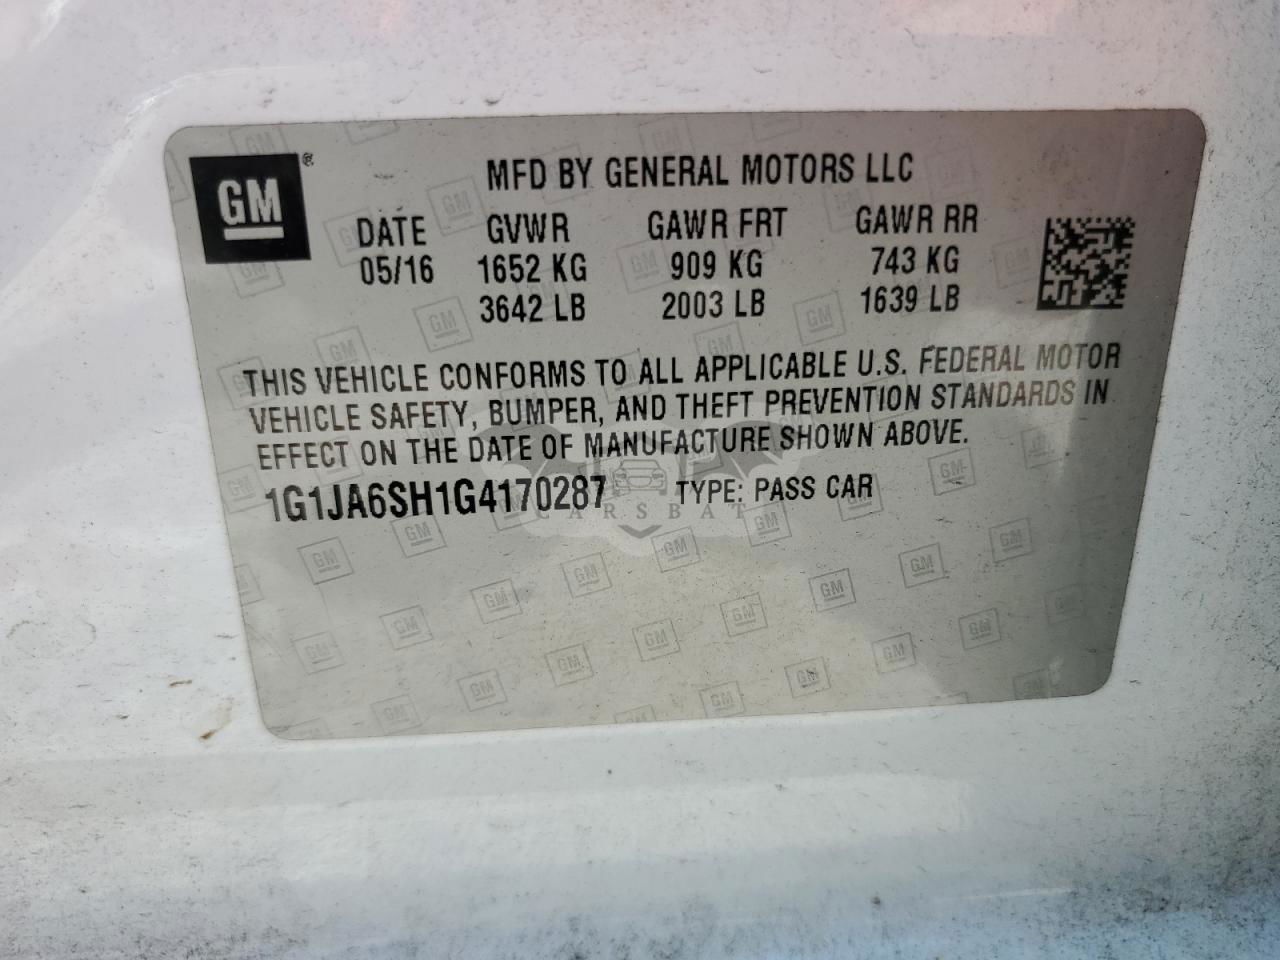 GM®
MFD BY GENERAL MOTORS LLC
DATE GVWR GAWR FRT GAWR RR
05/16 1652 KG 909 KG 743 KG
3642 LB 2003 LB 1639 LB
THIS VEHICLE CONFORMS TO ALL APPLICABLE U.S. FEDERAL MOTOR
VEHICLE SAFETY, BUMPER, AND THEFT PREVENTION STANDARDS IN
EFFECT ON THE DATE OF MANUFACTURE SHOWN ABOVE.
1G1JA6SH1G4170287 TYPE: PASS CAR
CARSBAT